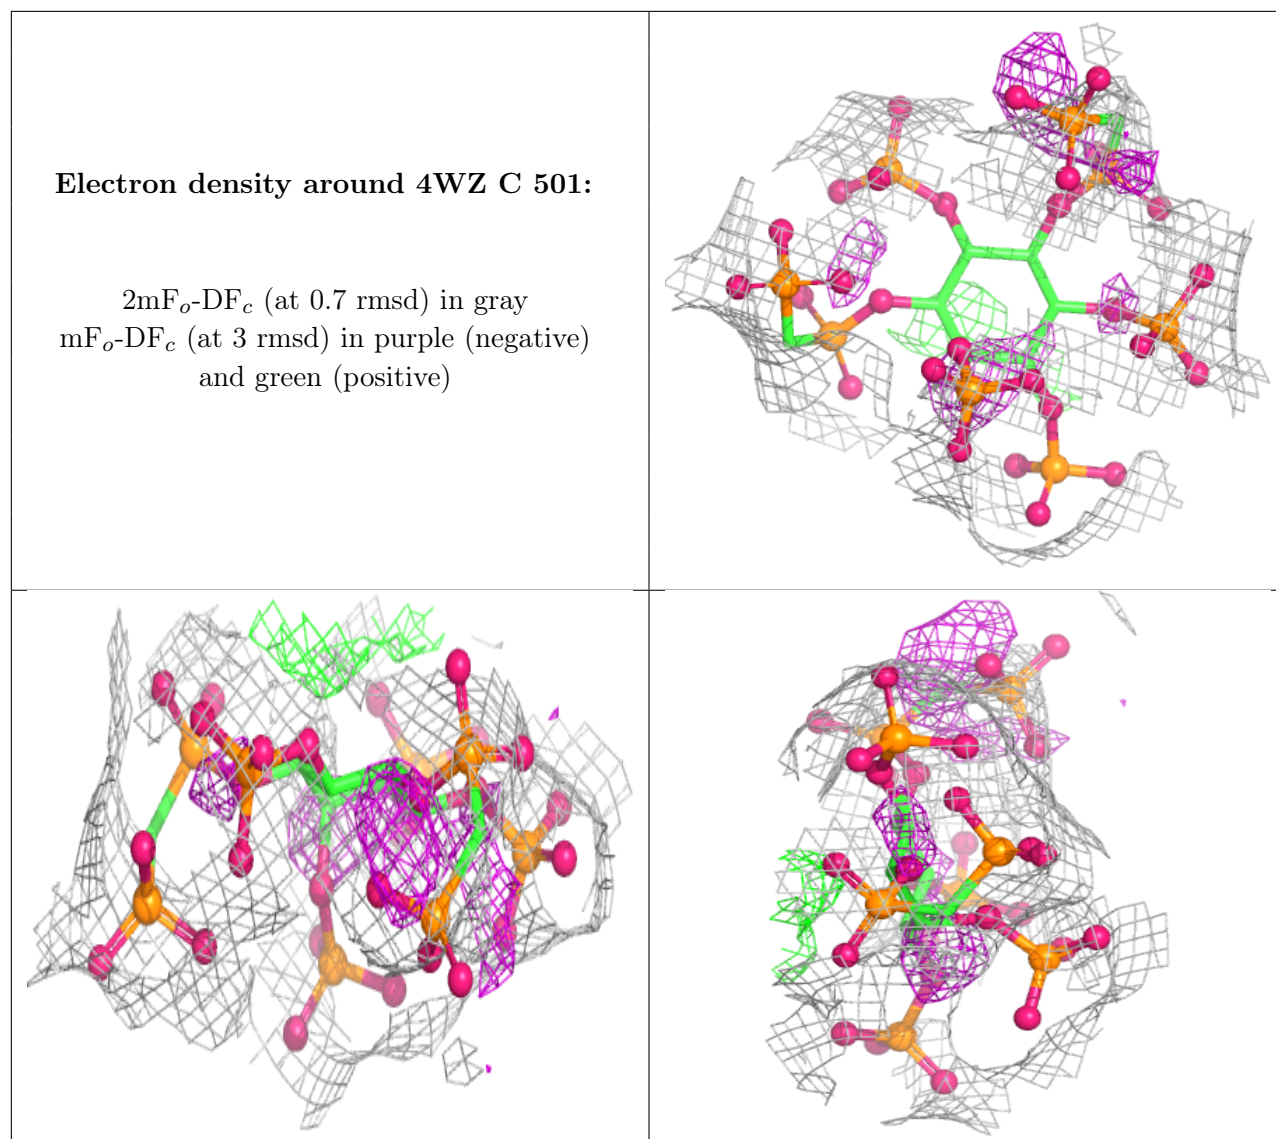 Electron density around 4WZ C 501:
2mFo-DFc (at 0.7 rmsd) in gray
mFo-DFc (at 3 rmsd) in purple (negative)
and green (positive)